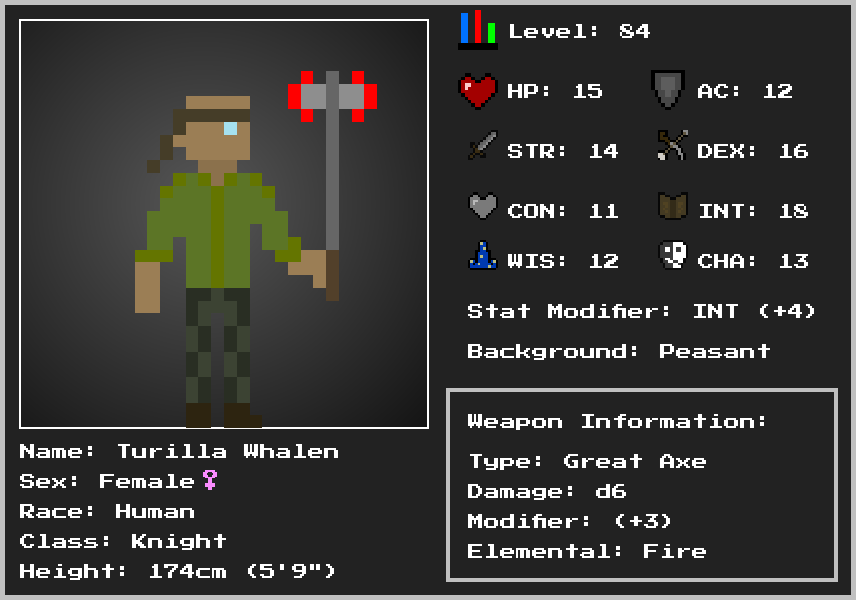 Level: 84
HP: 15
AC: 12
STR: 14
DEX: 16
CON: 11
INT: 18
WIS: 12
CHA: 13
Stat Modifier: INT (+4)
Background: Peasant
Weapon Information:
Type: Great Axe
Damage: d6
Modifier: (+3)
Elemental: Fire
Name: Turilla Whalen
Sex: Female♀
Race: Human
Class: Knight
Height: 174cm (5'9")